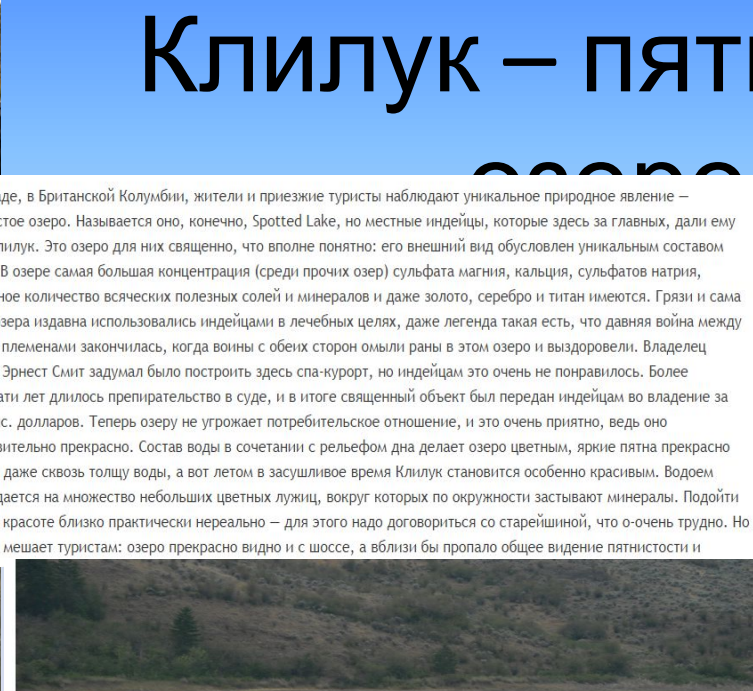 Клилук – пят
озеро
де, в Британской Колумбии, жители и приезжие туристы наблюдают уникальное природное явление —
стое озеро. Называется оно, конечно, Spotted Lake, но местные индейцы, которые здесь за главных, дали ему
лилук. Это озеро для них священно, что вполне понятно: его внешний вид обусловлен уникальным составом
В озере самая большая концентрация (среди прочих озер) сульфата магния, кальция, сульфатов натрия,
ное количество всяческих полезных солей и минералов и даже золото, серебро и титан имеются. Грязи и сама
зера издавна использовались индейцами в лечебных целях, даже легенда такая есть, что давняя война между
племенами закончилась, когда воины с обеих сторон омыли раны в этом озеро и выздоровели. Владелец
Эрнест Смит задумал было построить здесь спа-курорт, но индейцам это очень не понравилось. Более
ати лет длилось препирательство в суде, и в итоге священный объект был передан индейцам во владение за
с. долларов. Теперь озеру не угрожает потребительское отношение, и это очень приятно, ведь оно
вительно прекрасно. Состав воды в сочетании с рельефом дна делает озеро цветным, яркие пятна прекрасно
даже сквозь толщу воды, а вот летом в засушливое время Клилук становится особенно красивым. Водоем
дается на множество небольших цветных лужиц, вокруг которых по окружности застывают минералы. Подойти
красоте близко практически нереально — для этого надо договориться со старейшиной, что о-очень трудно. Но
мешает туристам: озеро прекрасно видно и с шоссе, а вблизи бы пропало общее видение пятнистости и